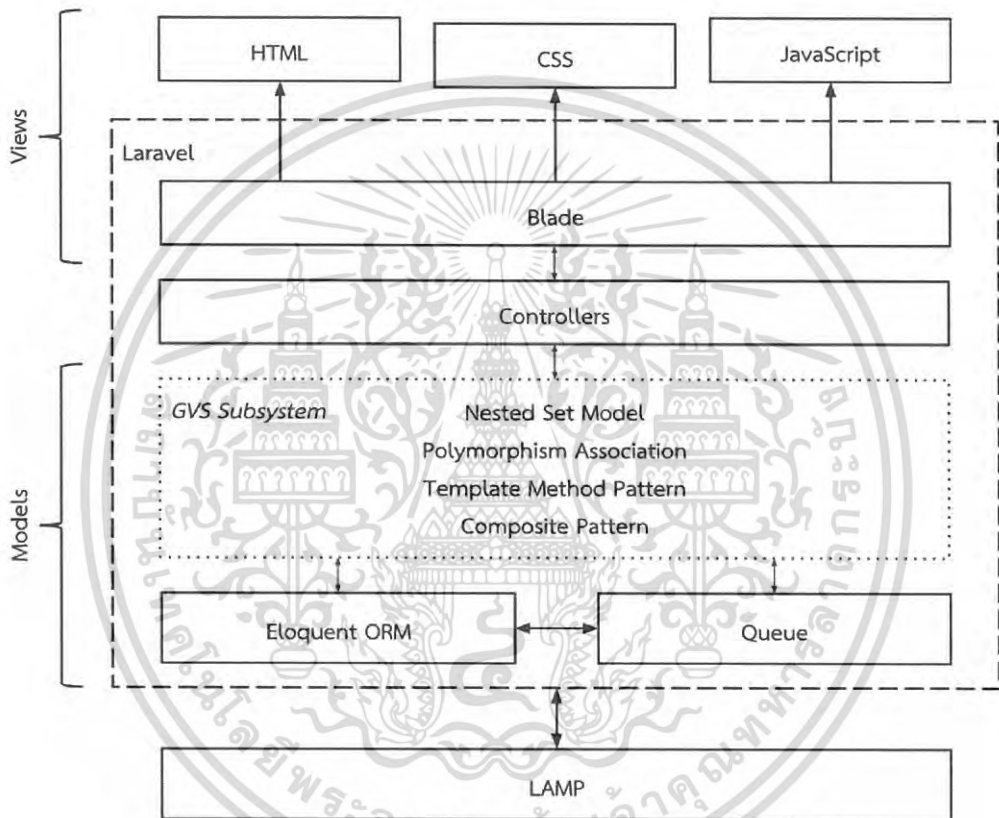 HTML
CSS
JavaScript
Views
Laravel
Blade
Controllers
GVS Subsystem
Nested Set Model
Polymorphism Association
Template Method Pattern
Composite Pattern
Models
Eloquent ORM
Queue
LAMP